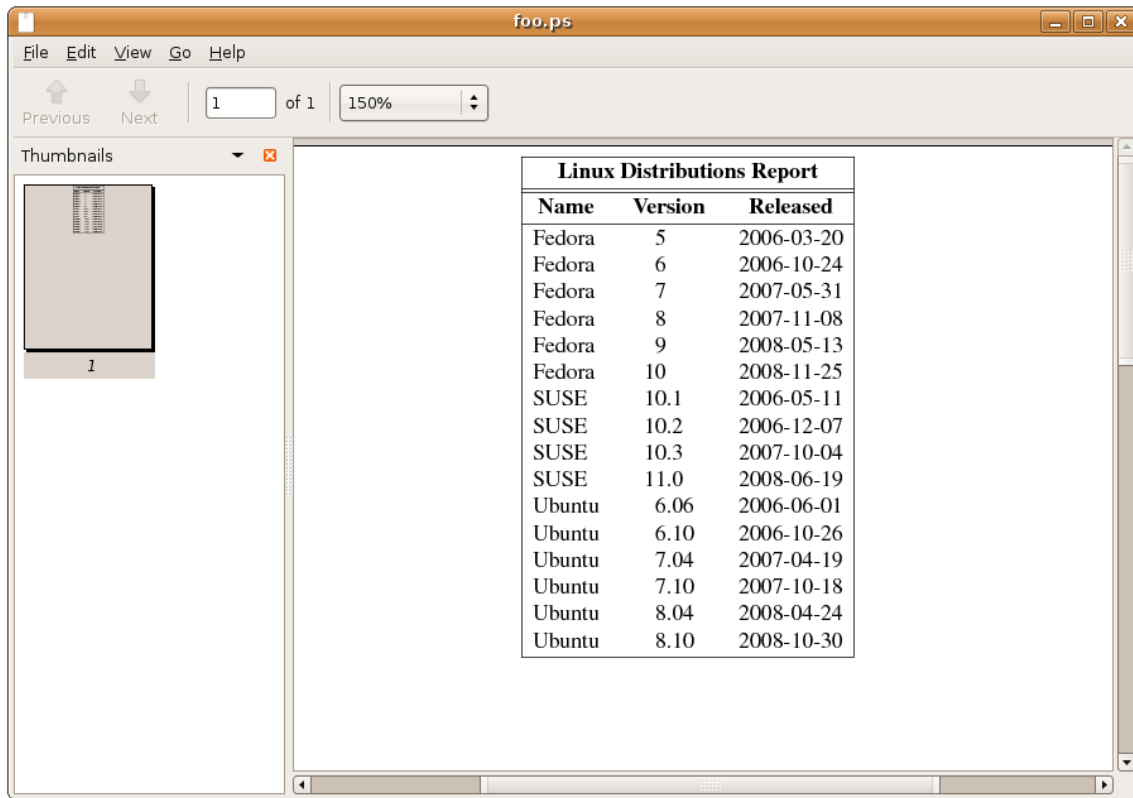 foo.ps
File Edit View Go Help
Previous Next 1 of 1 150%
Thumbnails
1
Linux Distributions Report
Name Version Released
Fedora 5 2006-03-20
Fedora 6 2006-10-24
Fedora 7 2007-05-31
Fedora 8 2007-11-08
Fedora 9 2008-05-13
Fedora 10 2008-11-25
SUSE 10.1 2006-05-11
SUSE 10.2 2006-12-07
SUSE 10.3 2007-10-04
SUSE 11.0 2008-06-19
Ubuntu 6.06 2006-06-01
Ubuntu 6.10 2006-10-26
Ubuntu 7.04 2007-04-19
Ubuntu 7.10 2007-10-18
Ubuntu 8.04 2008-04-24
Ubuntu 8.10 2008-10-30